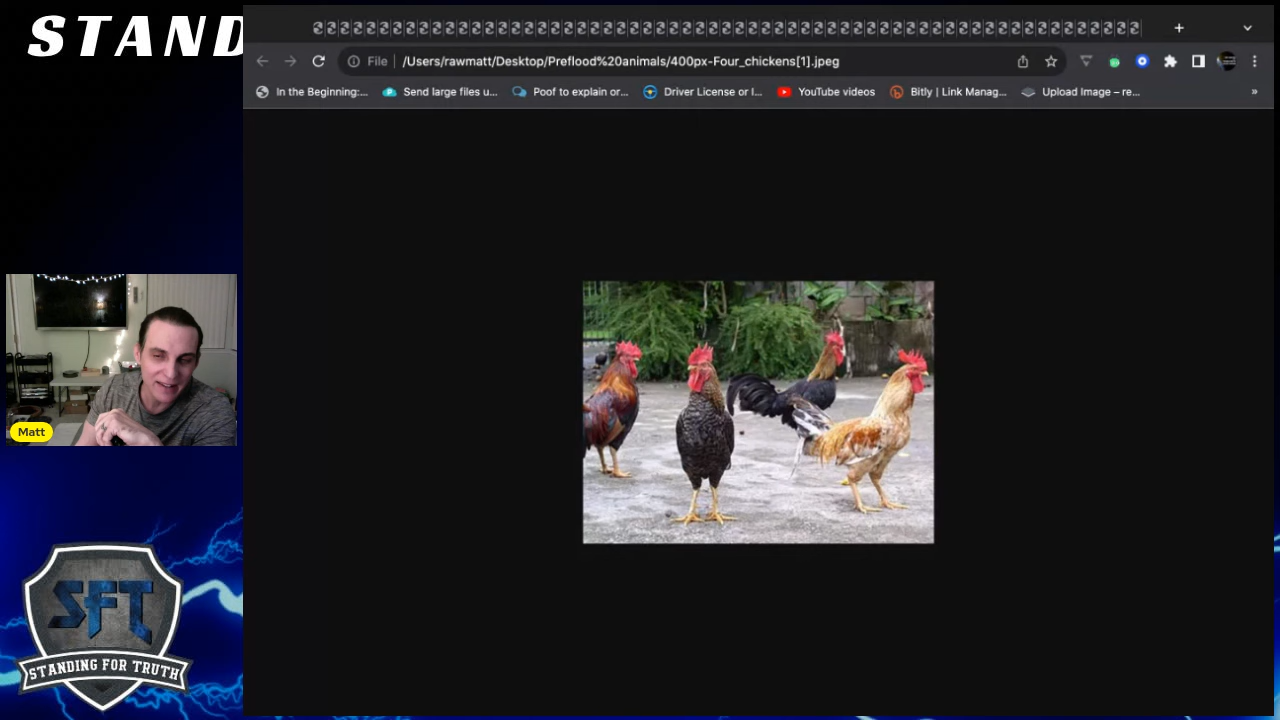 STAND
File
/Users/rawmatt/Desktop/Preflood%20animals/400px-Four_chickens[1].jpeg
In the Beginning:...
Send large files u...
Poof to explain or...
Driver License or I...
YouTube videos
Bitly | Link Manag...
Upload Image – re...
»
Matt
SFT
STANDING FOR TRUTH